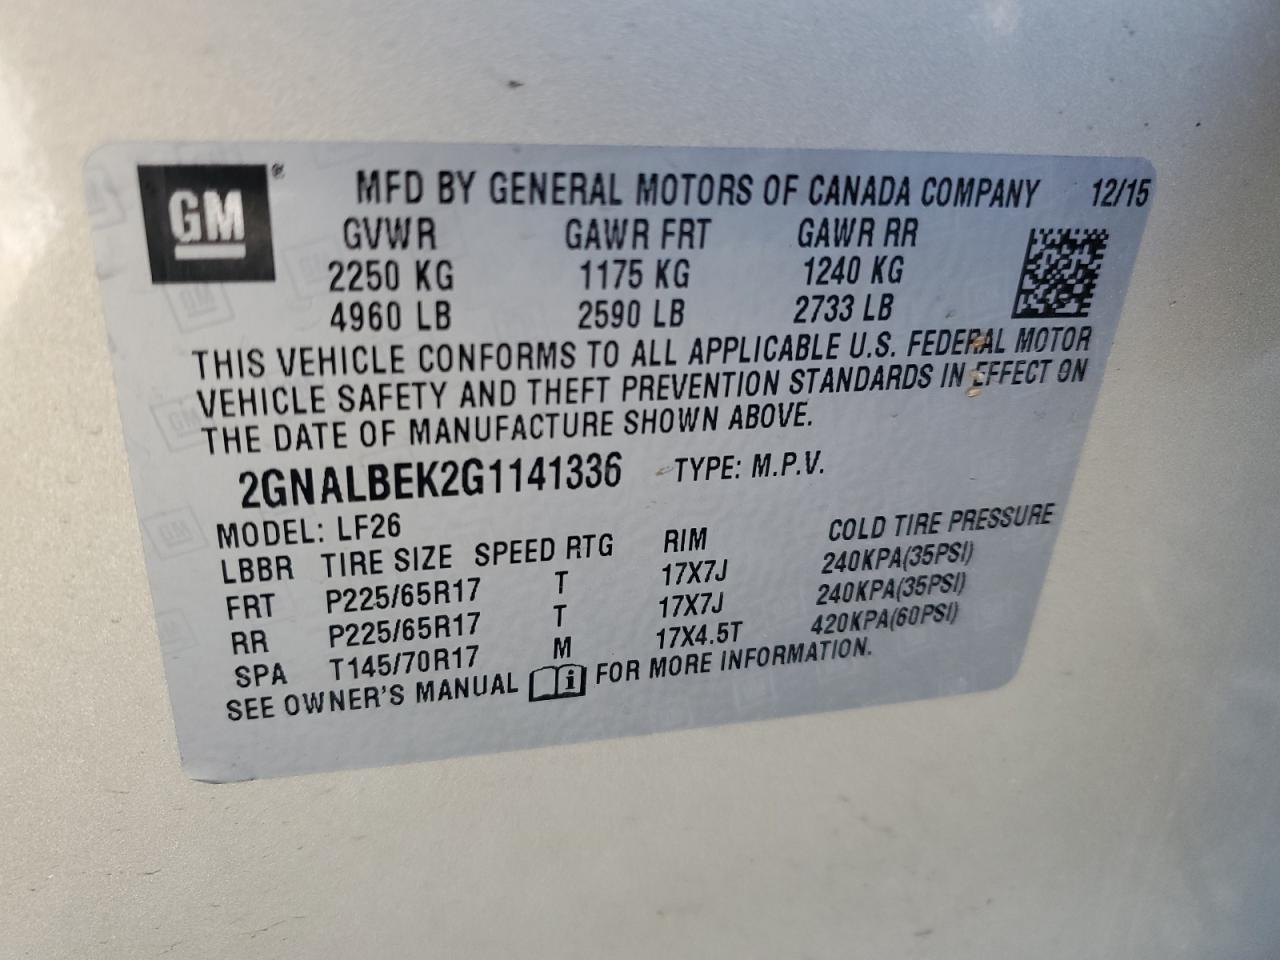 GM ® MFD BY GENERAL MOTORS OF CANADA COMPANY 12/15
GVWR GAWR FRT GAWR RR
2250 KG 1175 KG 1240 KG
4960 LB 2590 LB 2733 LB
THIS VEHICLE CONFORMS TO ALL APPLICABLE U.S. FEDERAL MOTOR
VEHICLE SAFETY AND THEFT PREVENTION STANDARDS IN EFFECT ON
THE DATE OF MANUFACTURE SHOWN ABOVE.
2GNALBEK2G1141336 TYPE: M.P.V.
MODEL: LF26
LBBR TIRE SIZE SPEED RTG RIM COLD TIRE PRESSURE
FRT P225/65R17 T 17X7J 240KPA(35PSI)
RR P225/65R17 T 17X7J 240KPA(35PSI)
SPA T145/70R17 M 17X4.5T 420KPA(60PSI)
SEE OWNER'S MANUAL i FOR MORE INFORMATION.